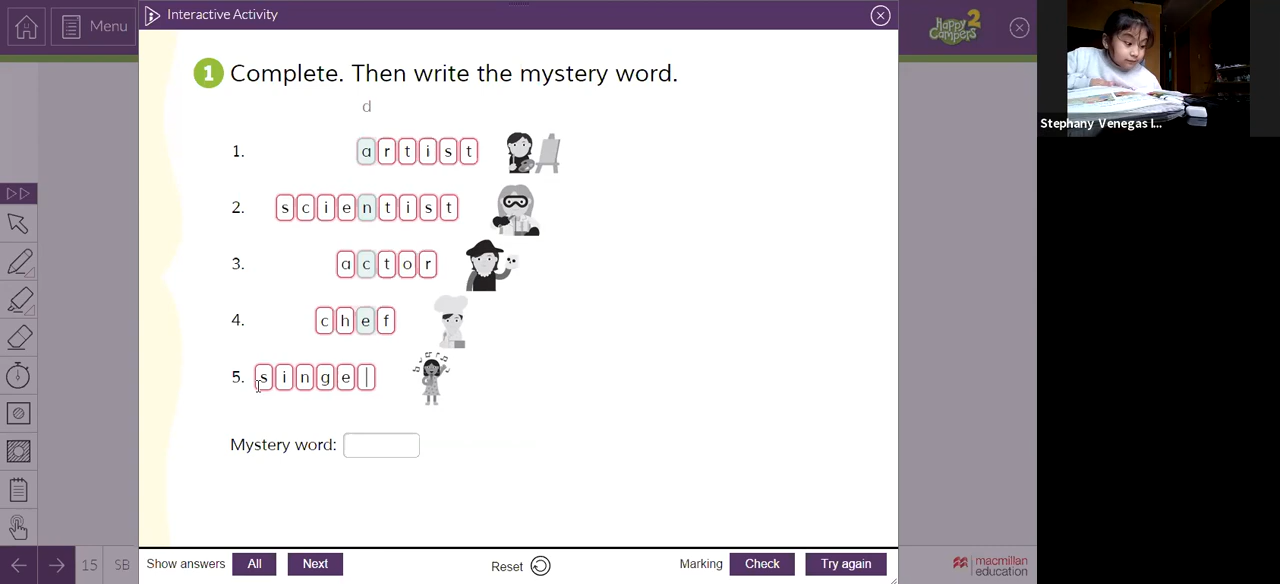 Interactive Activity
Menu
Happy Campers 2
1 Complete. Then write the mystery word.
d
1. artist
2. scientist
3. actor
4. chef
5. singe
Mystery word:
Stephany Venegas I...
15 SB
Show answers All Next Reset Marking Check Try again
macmillan
education